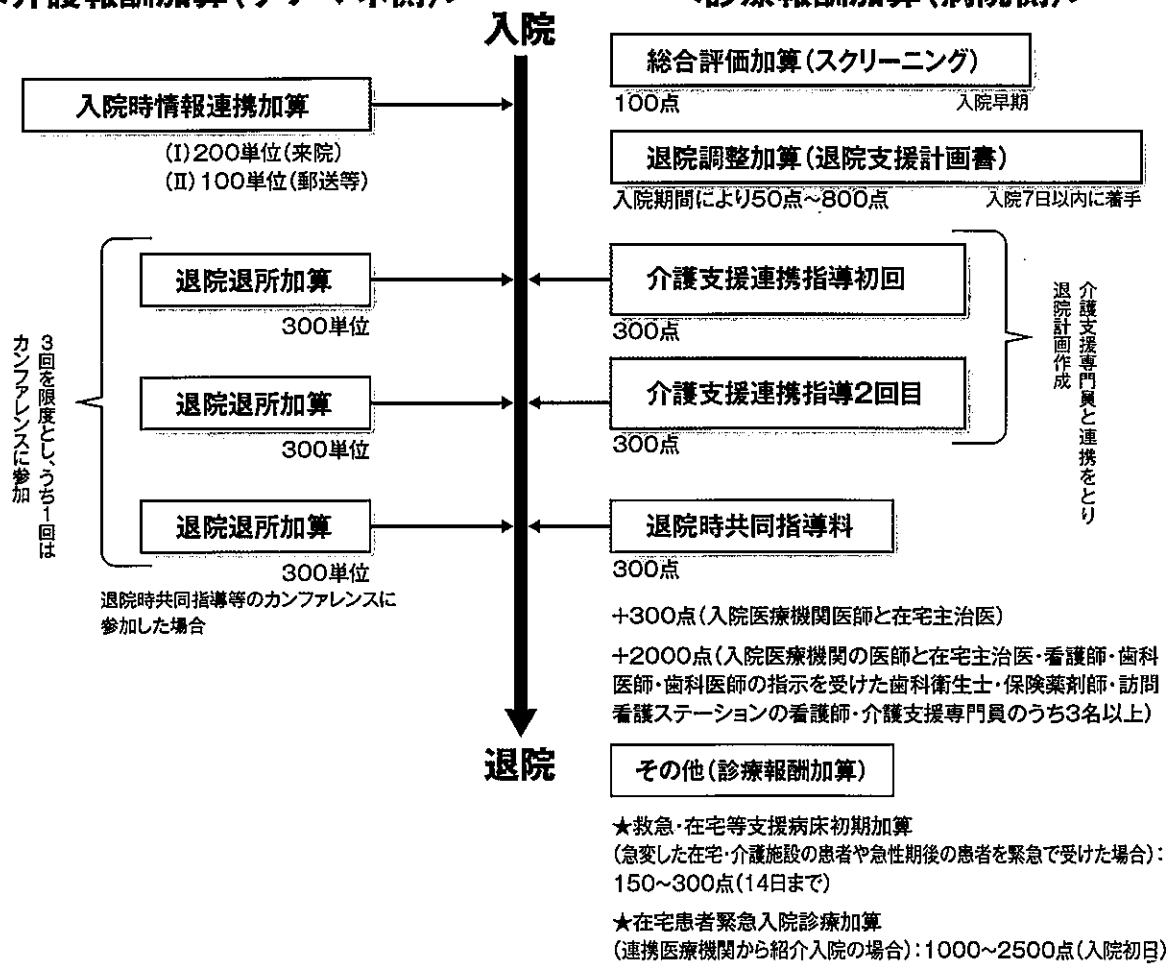 介護報酬加算(ケアマネ側)
診療報酬加算(病院側)
入院
総合評価加算(スクリーニング)
100点
入院早期
入院時情報連携加算
(Ⅰ)200単位(来院)
(Ⅱ)100単位(郵送等)
退院調整加算(退院支援計画書)
入院期間により50点~800点
入院7日以内に着手
退院退所加算
300単位
介護支援連携指導初回
300点
退院退所加算
300単位
介護支援連携指導2回目
300点
介護支援専門員と連携をとり
退院計画作成
3回を限度とし、うち1回は
カンファレンスに参加
退院退所加算
300単位
退院時共同指導等のカンファレンスに
参加した場合
退院時共同指導料
300点
+300点(入院医療機関医師と在宅主治医)
+2000点(入院医療機関の医師と在宅主治医・看護師・歯科
医師・歯科医師の指示を受けた歯科衛生士・保険薬剤師・訪問
看護ステーションの看護師・介護支援専門員のうち3名以上)
退院
その他(診療報酬加算)
★救急・在宅等支援病床初期加算
(急変した在宅・介護施設の患者や急性期後の患者を緊急で受けた場合):
150~300点(14日まで)
★在宅患者緊急入院診療加算
(連携医療機関から紹介入院の場合):1000~2500点(入院初日)